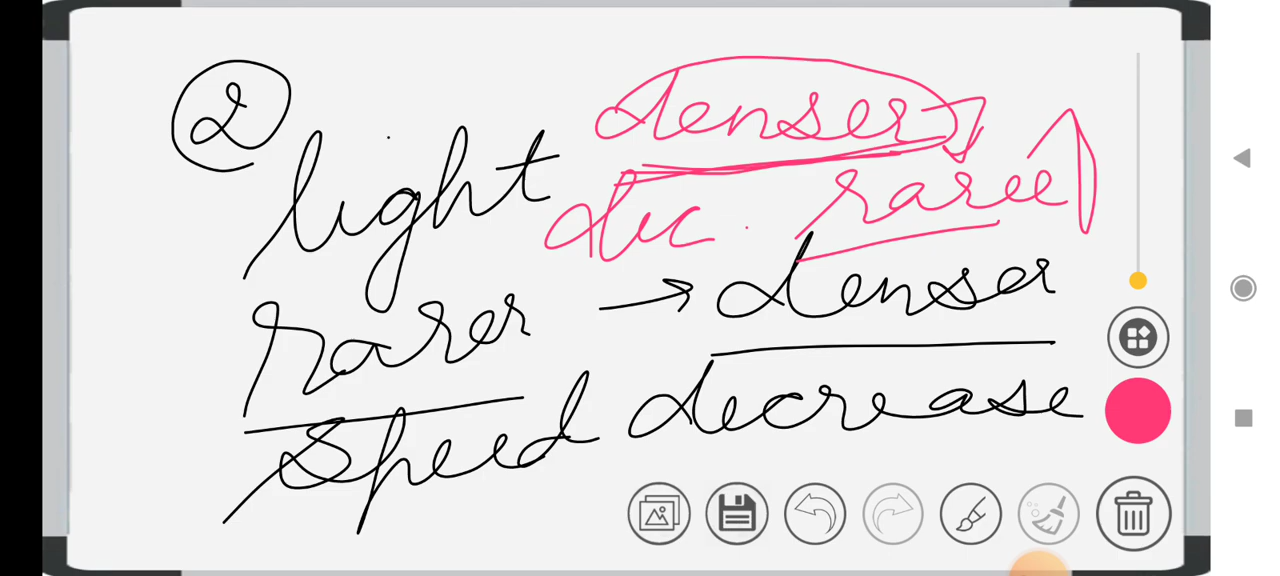 ② light denser
dec. rarer
rarer → denser
speed decrease